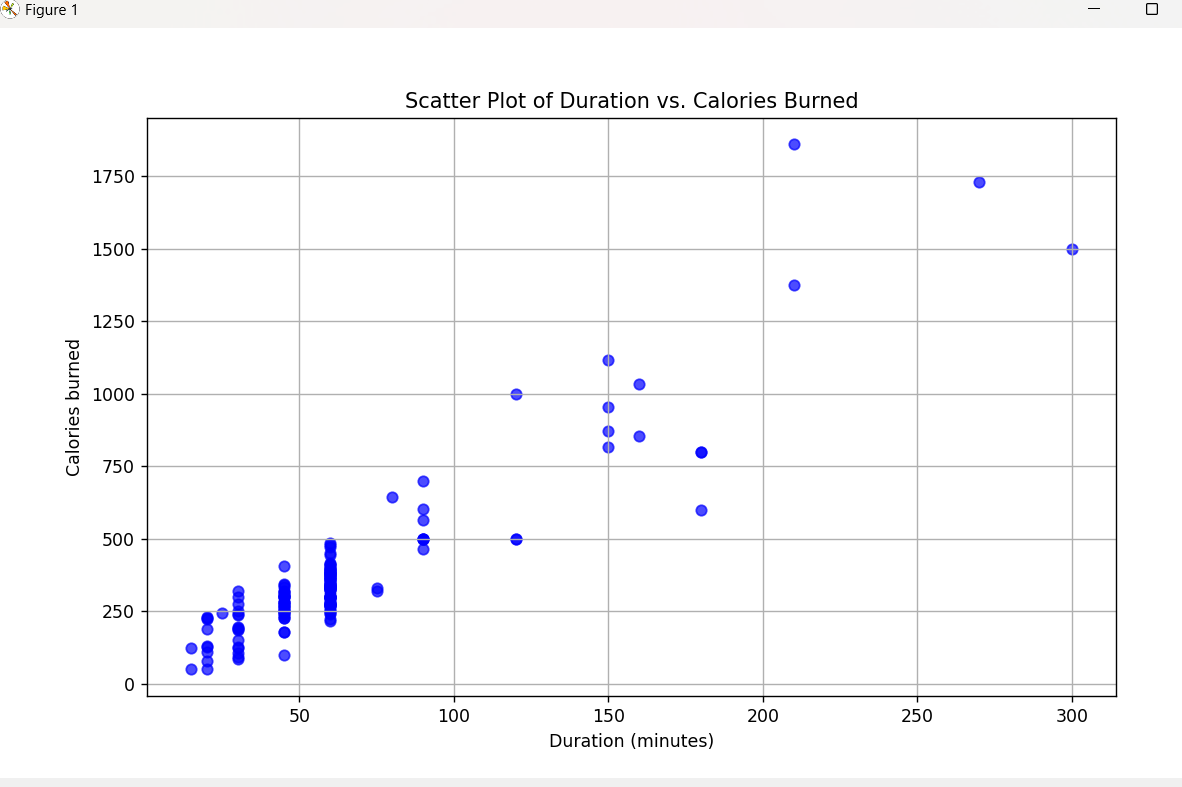 Figure 1
Scatter Plot of Duration vs. Calories Burned
1750
1500
1250
1000
750
500
250
0
Calories burned
50 100 150 200 250 300
Duration (minutes)